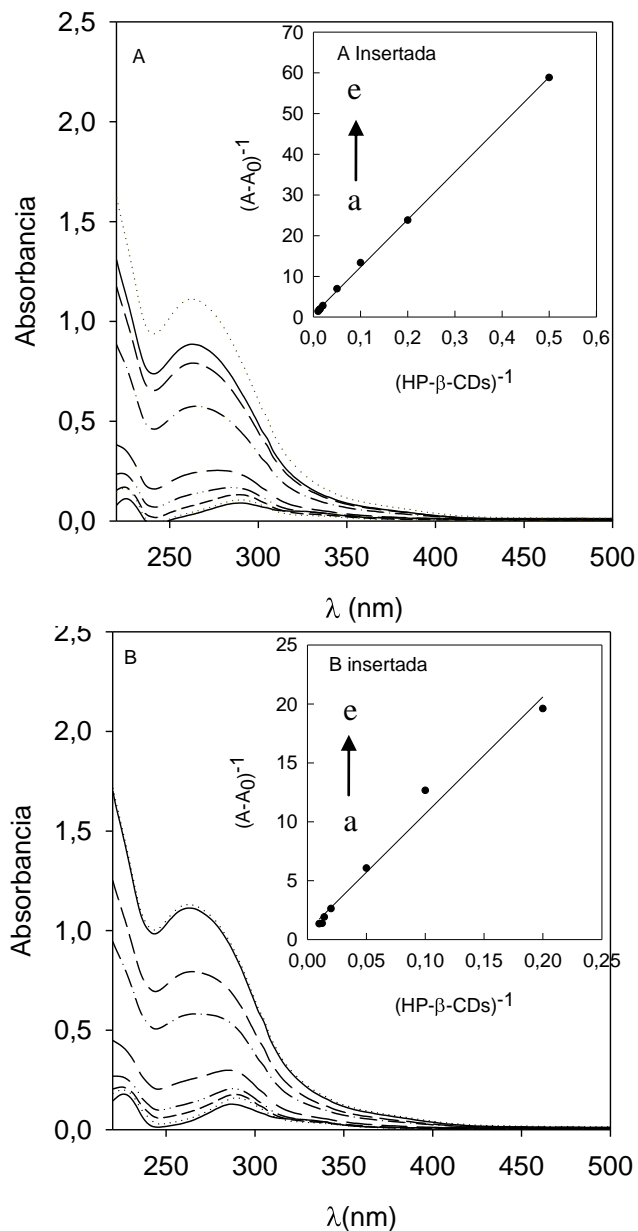 2,5
2,0
1,5
1,0
0,5
0,0
Absorbancia
A
A Insertada
e
a
70
60
50
40
30
20
10
0
(A-A0)-1
0,0 0,1 0,2 0,3 0,4 0,5 0,6
(HP-β-CDs)-1
250 300 350 400 450 500
λ (nm)
2,5
2,0
1,5
1,0
0,5
0,0
Absorbancia
B
B insertada
e
a
25
20
15
10
5
0
(A-A0)-1
0,00 0,05 0,10 0,15 0,20 0,25
(HP-β-CDs)-1
250 300 350 400 450 500
λ(nm)